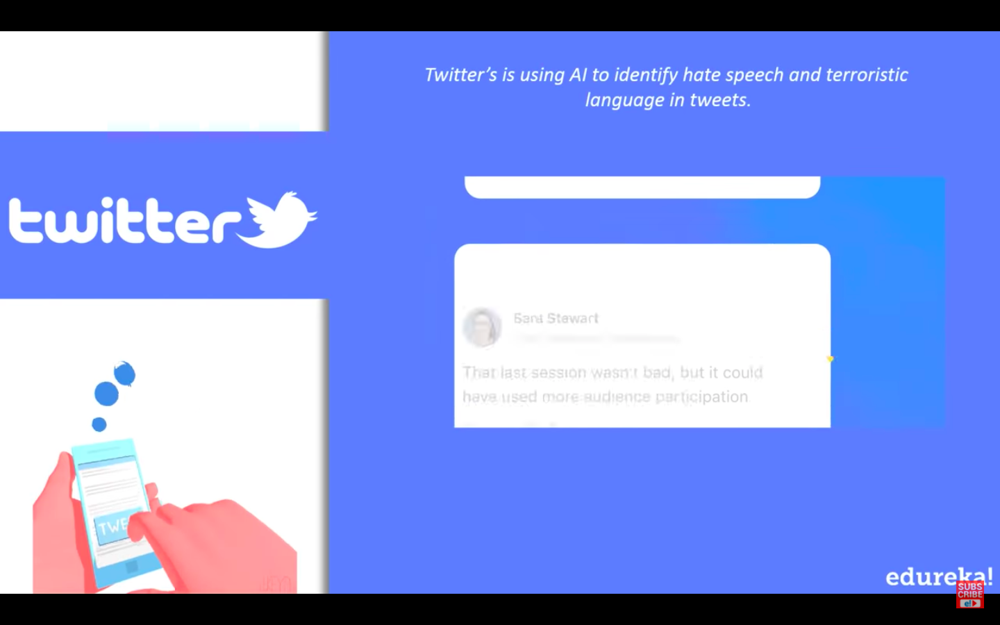 Twitter's is using AI to identify hate speech and terroristic
language in tweets.
twitter
Sara Stewart
That last session wasn't bad, but it could
have used more audience participation
TWE
edureka!
SUBS
CRIBE
e!